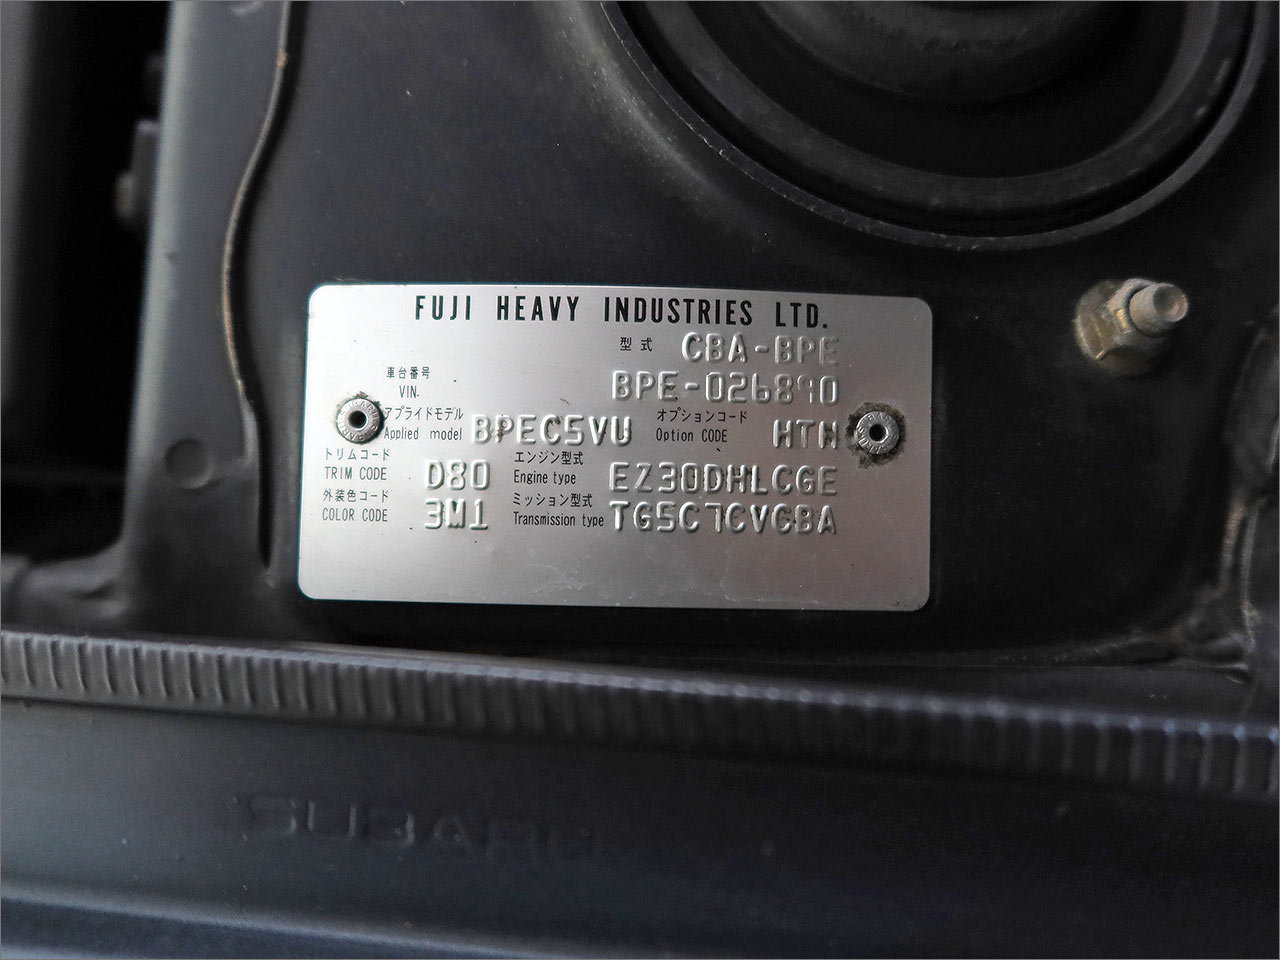 FUJI HEAVY INDUSTRIES LTD.
型式 CBA-BPE
車台番号
VIN. BPE-026890
アプライドモデル オプションコード
Applied model BPEC5VU Option CODE HTH
トリムコード エンジン型式
TRIM CODE D80 Engine type EZ30DHLCGE
外装色コード ミッション型式
COLOR CODE 3M1 Transmission type TG5C7CVCBA
SUBARU